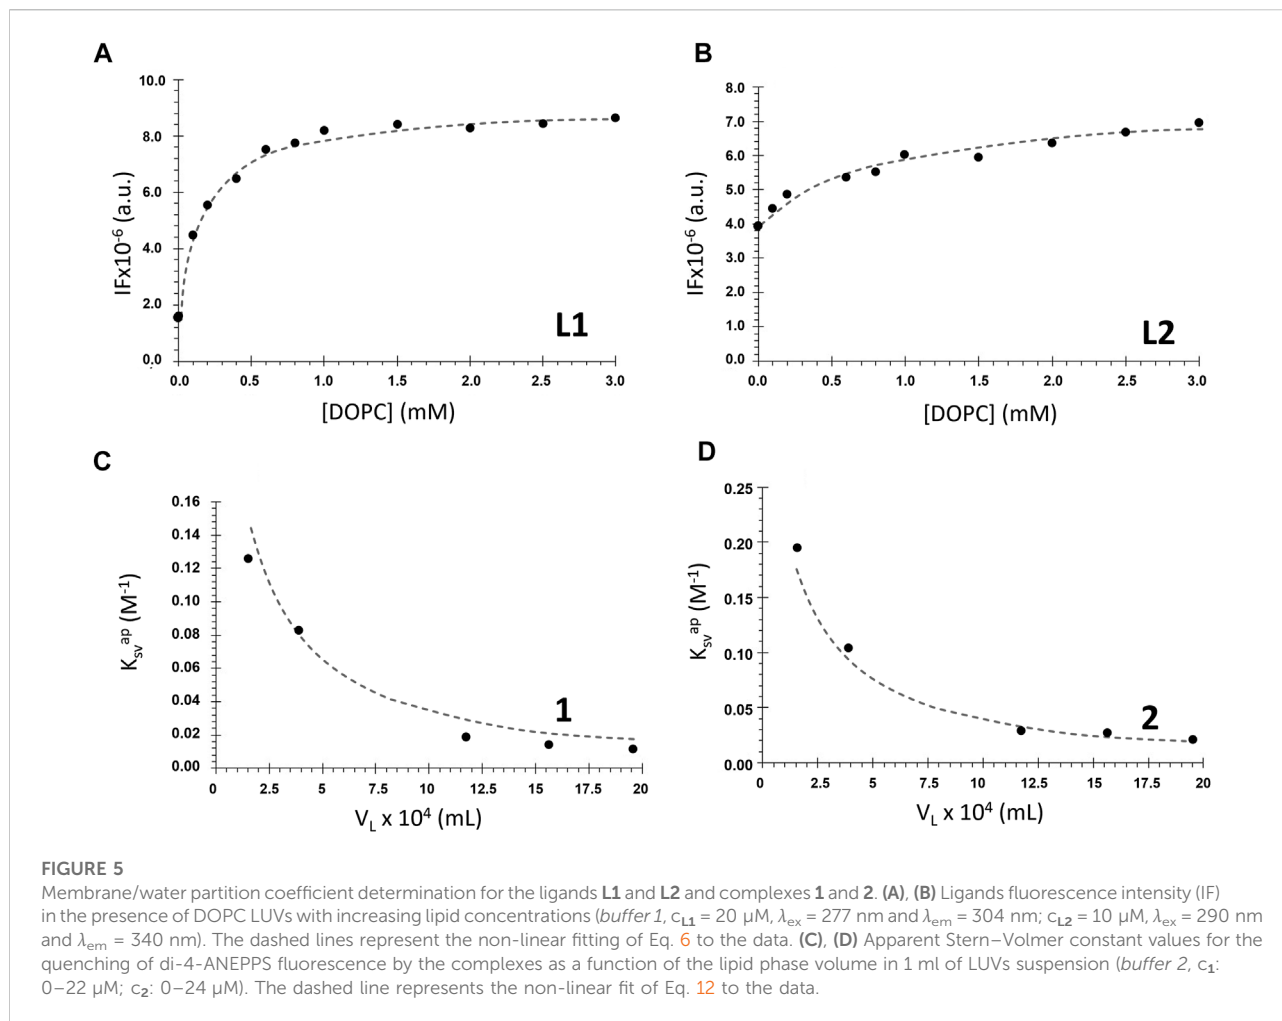 A
10.0
8.0
6.0
4.0
2.0
0.0
IFx10-6 (a.u.)
L1
0.0 0.5 1.0 1.5 2.0 2.5 3.0
[DOPC] (mM)
B
8.0
7.0
6.0
5.0
4.0
3.0
2.0
1.0
0.0
IFx10-6 (a.u.)
L2
0.0 0.5 1.0 1.5 2.0 2.5 3.0
[DOPC] (mM)
C
0.16
0.14
0.12
0.10
0.08
0.06
0.04
0.02
0.00
Ksv ap (M-1)
1
0 2.5 5 7.5 10 12.5 15 17.5 20
VL x 104 (mL)
D
0.25
0.20
0.15
0.10
0.05
0.00
Ksv ap (M-1)
2
0 2.5 5 7.5 10 12.5 15 17.5 20
VL x 104 (mL)
FIGURE 5
Membrane/water partition coefficient determination for the ligands L1 and L2 and complexes 1 and 2. (A), (B) Ligands fluorescence intensity (IF)
in the presence of DOPC LUVs with increasing lipid concentrations (buffer 1, cL1 = 20 µM, λex = 277 nm and λem = 304 nm; cL2 = 10 µM, λex = 290 nm
and λem = 340 nm). The dashed lines represent the non-linear fitting of Eq. 6 to the data. (C), (D) Apparent Stern–Volmer constant values for the
quenching of di-4-ANEPPS fluorescence by the complexes as a function of the lipid phase volume in 1 ml of LUVs suspension (buffer 2, c1:
0–22 µM; c2: 0–24 µM). The dashed line represents the non-linear fit of Eq. 12 to the data.